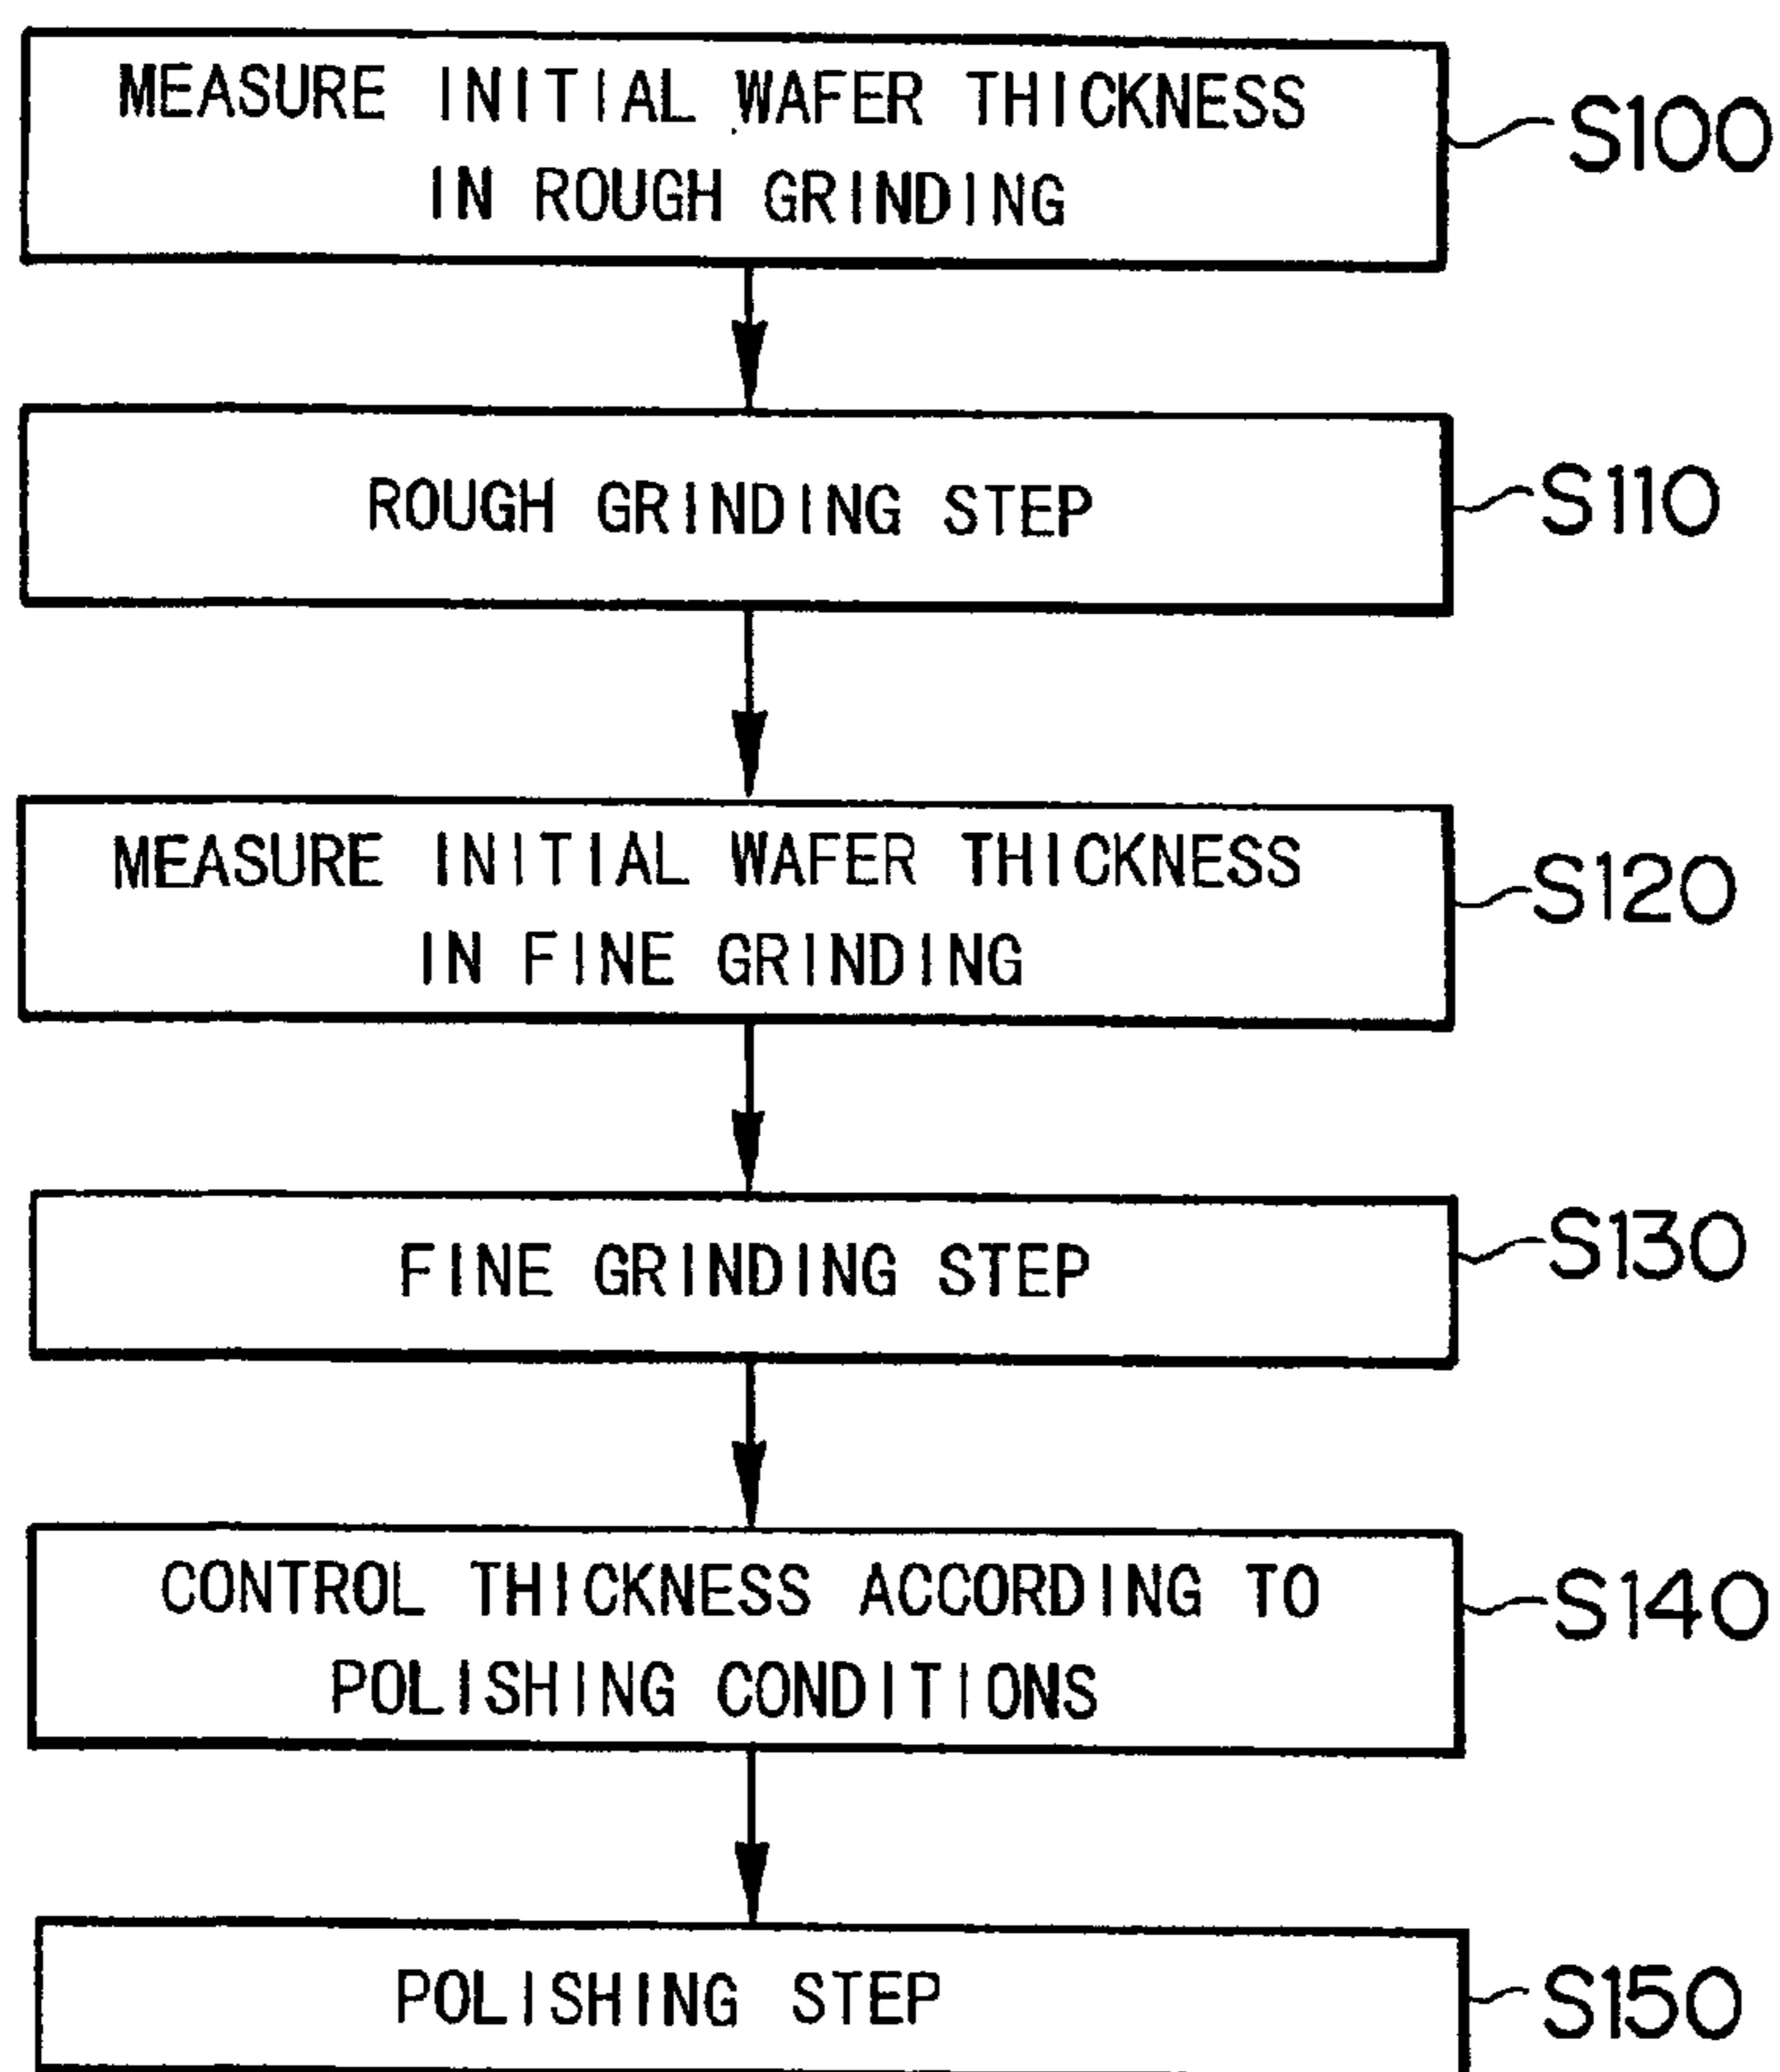 MEASURE INITIAL WAFER THICKNESS
IN ROUGH GRINDING
S100
ROUGH GRINDING STEP
S110
MEASURE INITIAL WAFER THICKNESS
IN FINE GRINDING
S120
FINE GRINDING STEP
S130
CONTROL THICKNESS ACCORDING TO
POLISHING CONDITIONS
S140
POLISHING STEP
S150